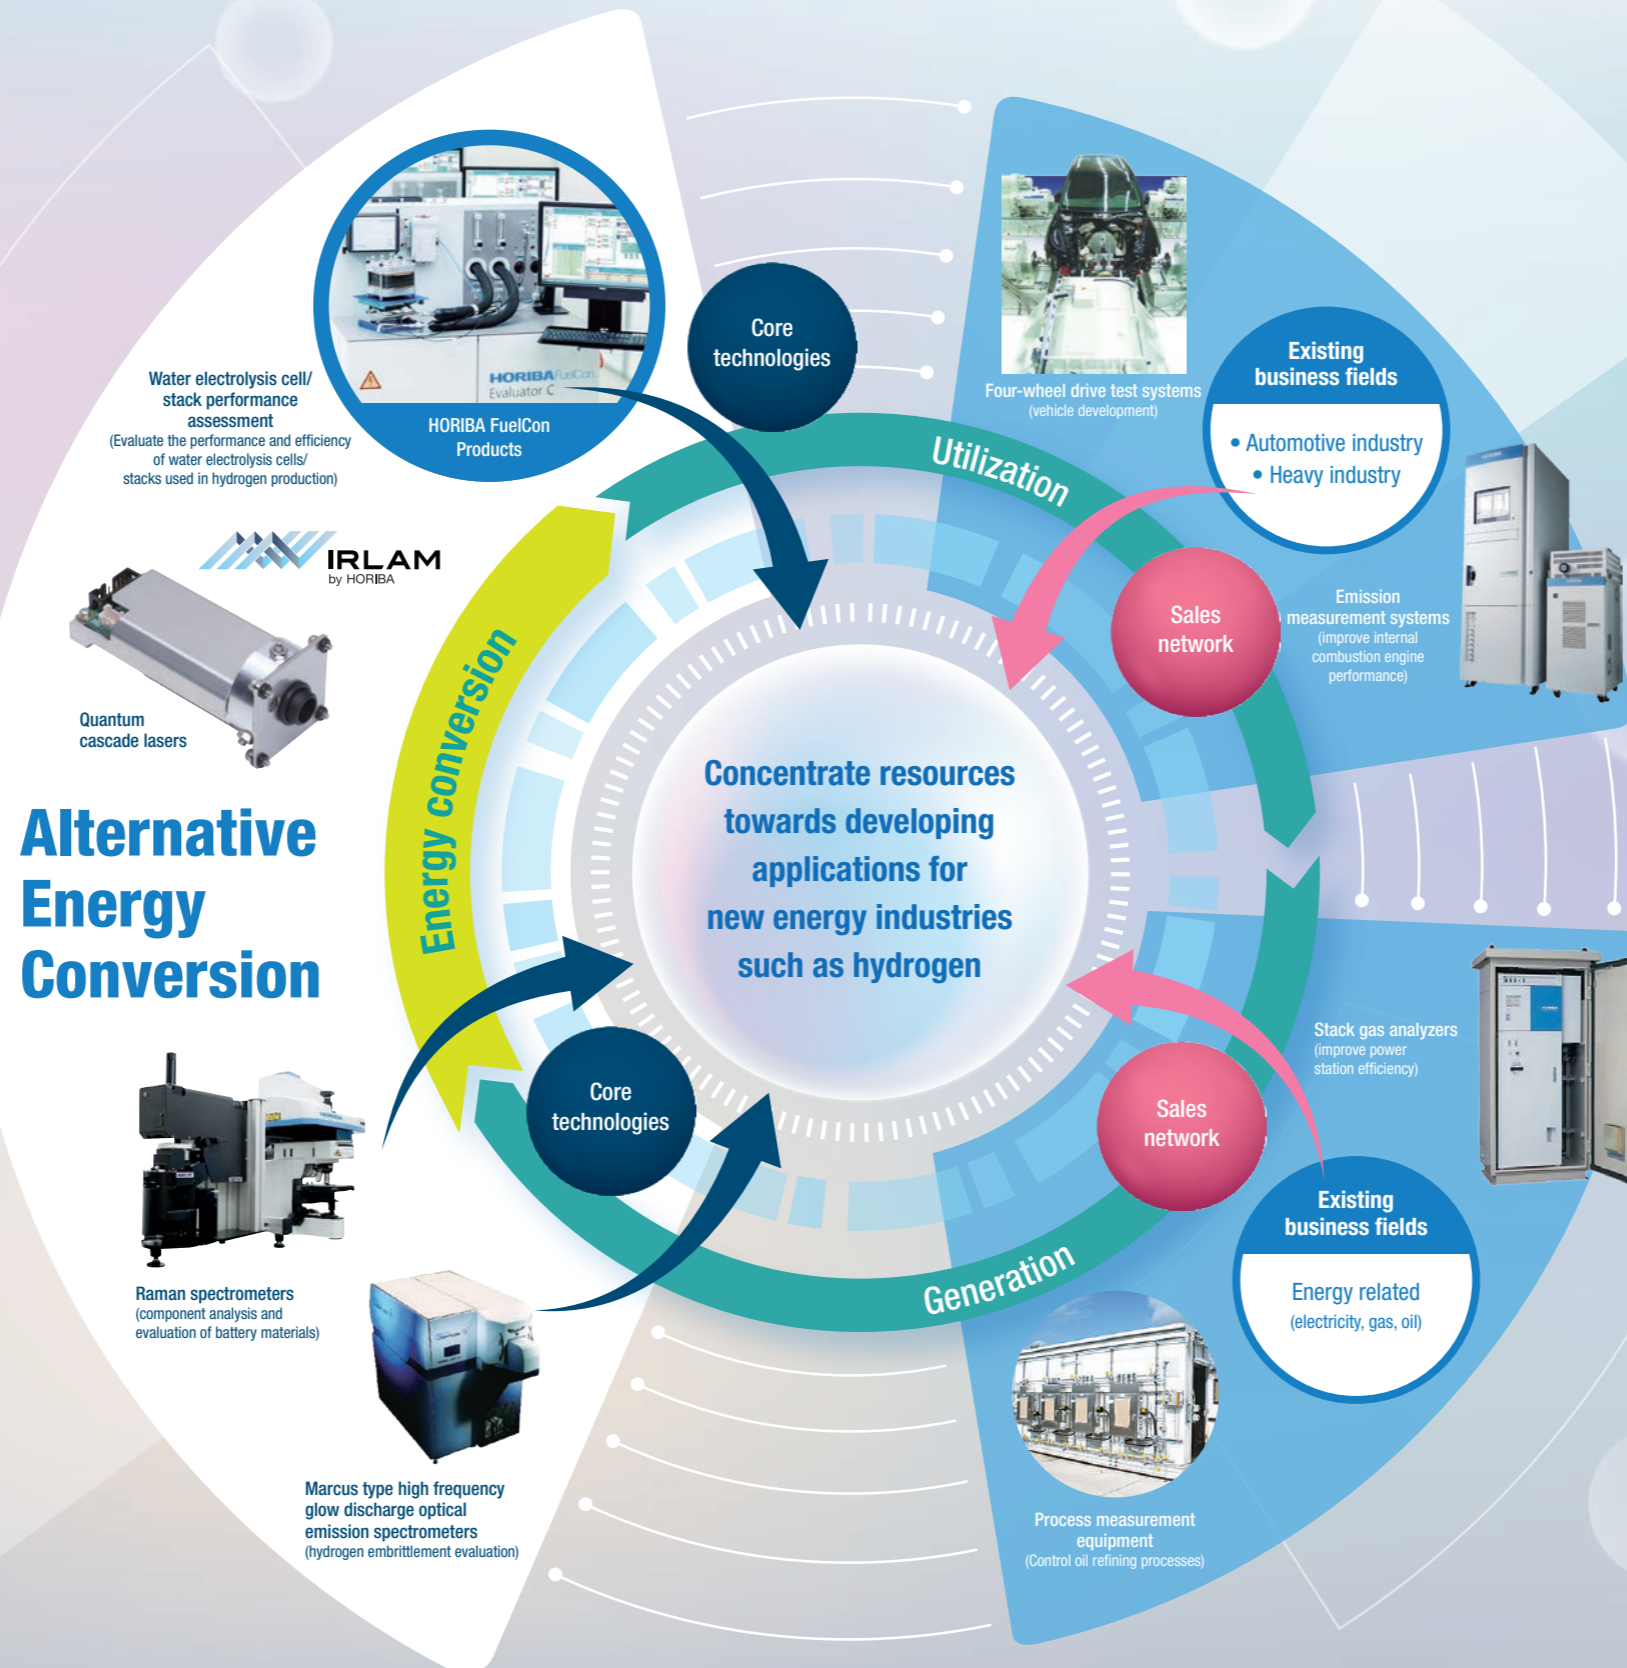 HORIBA FuelCon
Evaluator C
HORIBA FuelCon
Products
Water electrolysis cell/
stack performance
assessment
(Evaluate the performance and efficiency
of water electrolysis cells/
stacks used in hydrogen production)
IRLAM
by HORIBA
Quantum
cascade lasers
Alternative
Energy
Conversion
Raman spectrometers
(component analysis and
evaluation of battery materials)
Marcus type high frequency
glow discharge optical
emission spectrometers
(hydrogen embrittlement evaluation)
Core
technologies
Energy conversion
Utilization
Concentrate resources
towards developing
applications for
new energy industries
such as hydrogen
Core
technologies
Generation
Four-wheel drive test systems
(vehicle development)
Existing
business fields
• Automotive industry
• Heavy industry
Sales
network
Emission
measurement systems
(improve internal
combustion engine
performance)
Stack gas analyzers
(improve power
station efficiency)
Sales
network
Existing
business fields
Energy related
(electricity, gas, oil)
Process measurement
equipment
(Control oil refining processes)